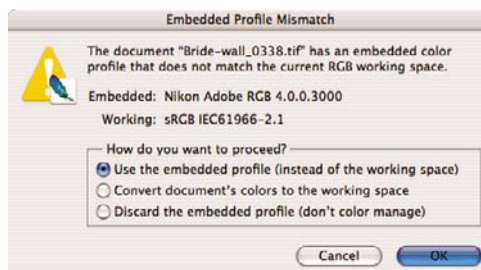 Embedded Profile Mismatch
The document "Bride-wall_0338.tif" has an embedded color
profile that does not match the current RGB working space.
Embedded: Nikon Adobe RGB 4.0.0.3000
Working: sRGB IEC61966-2.1
How do you want to proceed?
Use the embedded profile (instead of the working space)
Convert document's colors to the working space
Discard the embedded profile (don't color manage)
Cancel OK